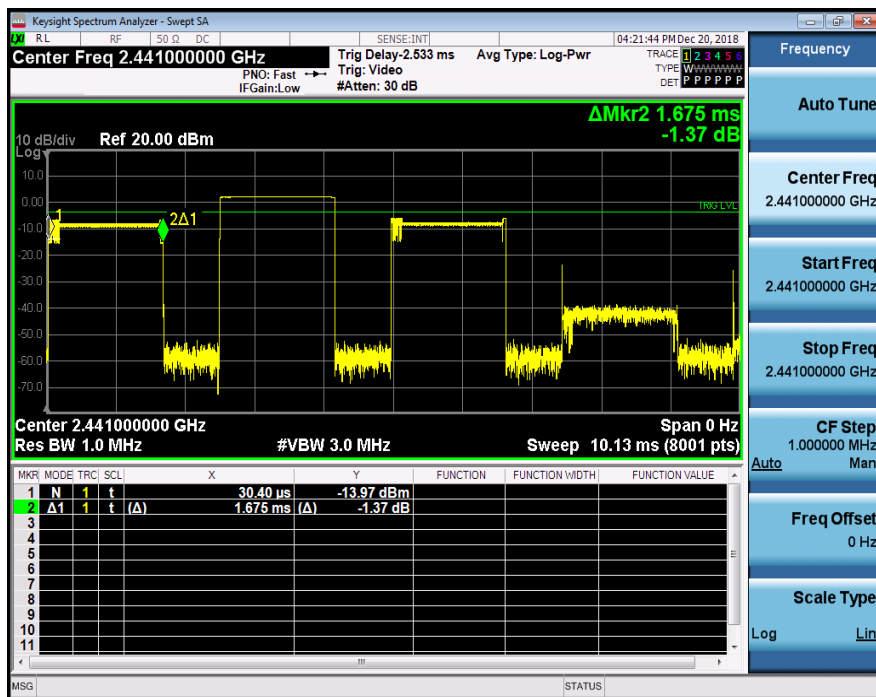 Keysight Spectrum Analyzer - Swept SA
LXI RL RF 50 Ω DC SENSE:INT 04:21:44 PM Dec 20, 2018
Center Freq 2.441000000 GHz
PNO: Fast
IFGain:Low
Trig Delay-2.533 ms
Trig: Video
#Atten: 30 dB
Avg Type: Log-Pwr
TRACE 1 2 3 4 5 6
TYPE WWWWWW
DET P P P P P P
ΔMkr2 1.675 ms
-1.37 dB
10 dB/div Ref 20.00 dBm
Log
10.0
0.00
-10.0
-20.0
-30.0
-40.0
-50.0
-60.0
-70.0
1
2Δ1
TRIG LVL
Center 2.441000000 GHz Span 0 Hz
Res BW 1.0 MHz #VBW 3.0 MHz Sweep 10.13 ms (8001 pts)
MKR MODE TRC SCL X Y FUNCTION FUNCTION WIDTH FUNCTION VALUE
1 N 1 t 30.40 µs -13.97 dBm
2 Δ1 1 t (Δ) 1.675 ms (Δ) -1.37 dB
3
4
5
6
7
8
9
10
11
MSG STATUS
Frequency
Auto Tune
Center Freq
2.441000000 GHz
Start Freq
2.441000000 GHz
Stop Freq
2.441000000 GHz
CF Step
1.000000 MHz
Auto Man
Freq Offset
0 Hz
Scale Type
Log Lin